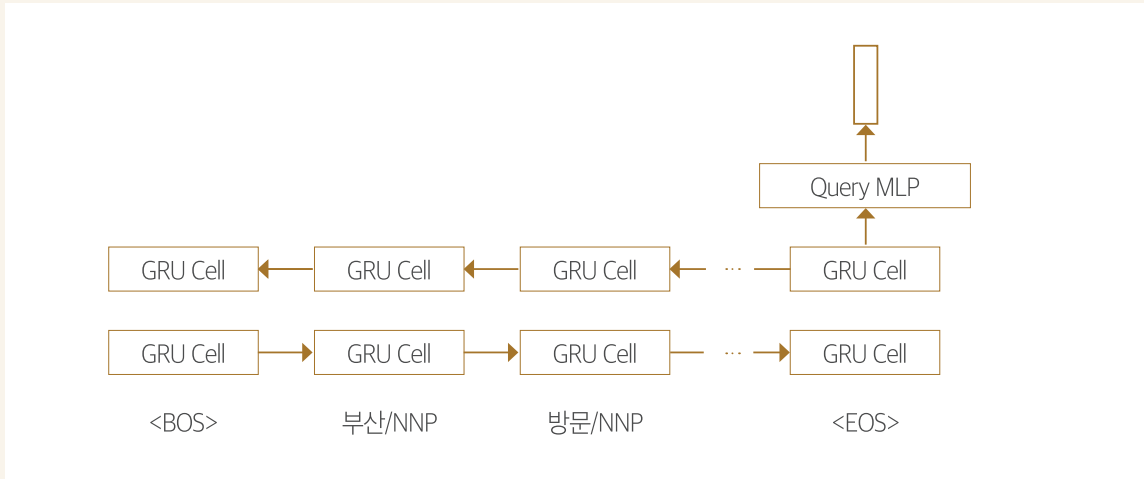 Query MLP
GRU Cell GRU Cell GRU Cell ... GRU Cell
GRU Cell GRU Cell GRU Cell ... GRU Cell
<BOS> 부산/NNP 방문/NNP <EOS>